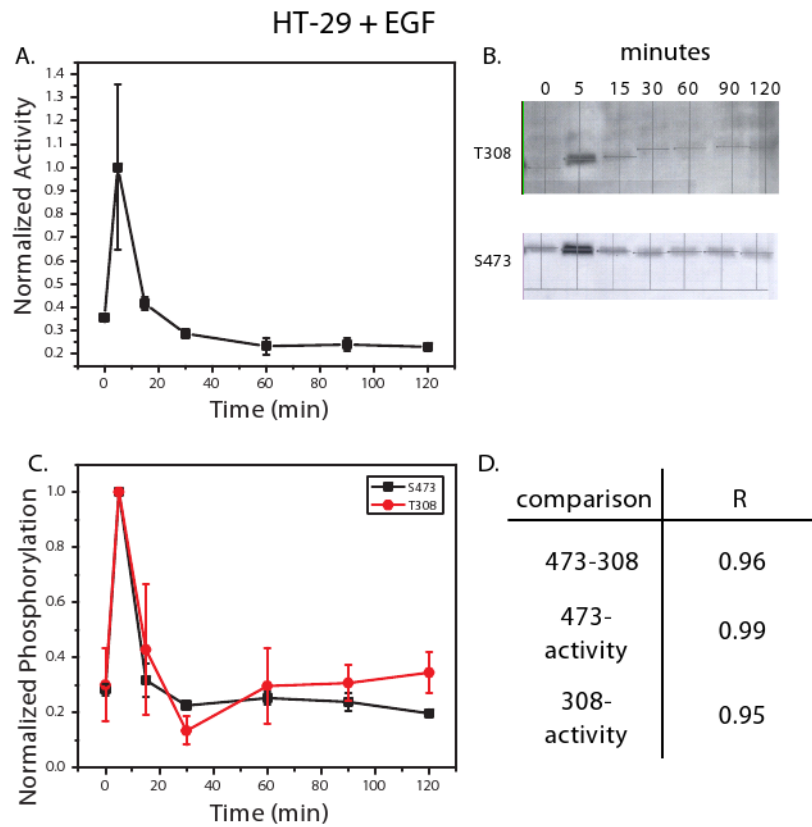 HT-29 + EGF
A.
1.4
1.3
1.2
1.1
1.0
0.9
0.8
0.7
0.6
0.5
0.4
0.3
0.2
Normalized Activity
0 20 40 60 80 100 120
Time (min)
B.
minutes
0 5 15 30 60 90 120
T308
S473
C.
1.0
0.8
0.6
0.4
0.2
0.0
Normalized Phosphorylation
S473
T308
0 20 40 60 80 100 120
Time (min)
D.
comparison R
473-308 0.96
473-
activity 0.99
308-
activity 0.95